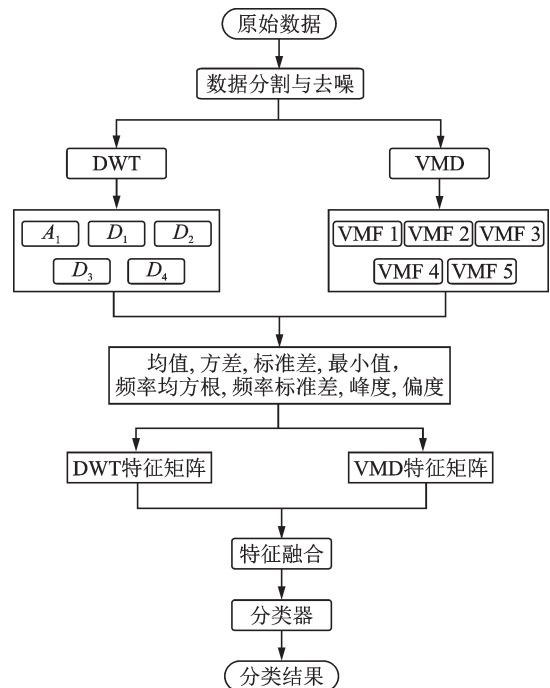 原始数据
数据分割与去噪
DWT VMD
A1 D1 D2 VMF 1 VMF 2 VMF 3
D3 D4 VMF 4 VMF 5
均值, 方差, 标准差, 最小值,
频率均方根, 频率标准差, 峰度, 偏度
DWT特征矩阵 VMD特征矩阵
特征融合
分类器
分类结果